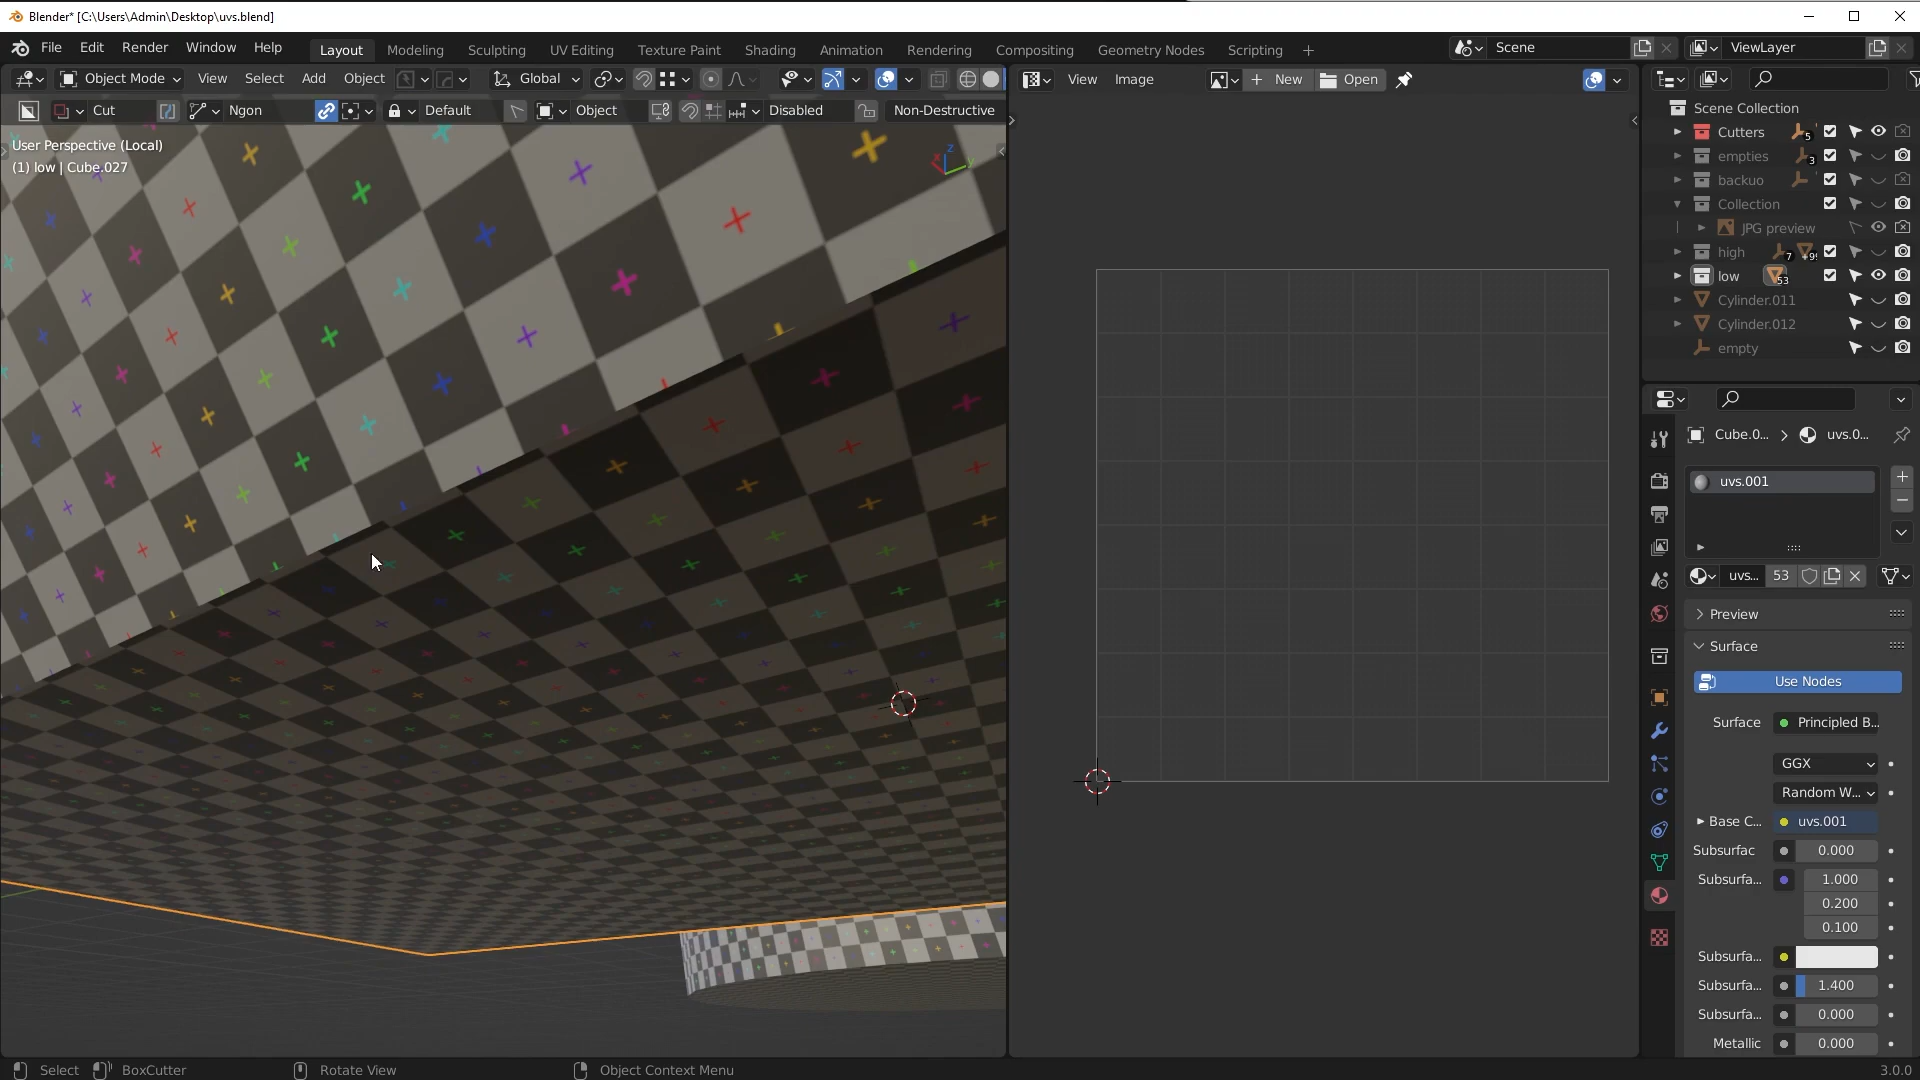 Blender* [C:\Users\Admin\Desktop\uvs.blend]
File Edit Render Window Help Layout Modeling Sculpting UV Editing Texture Paint Shading Animation Rendering Compositing Geometry Nodes Scripting + Scene ViewLayer
Object Mode View Select Add Object Global View Image New Open
Cut Ngon Default Object Disabled Non-Destructive
User Perspective (Local)
(1) low | Cube.027
Scene Collection
Cutters 5
empties 3
backuo
Collection
JPG preview
high 7
low 53
Cylinder.011
Cylinder.012
empty
Cube.0... uvs.0...
uvs.001
uvs... 53
Preview
Surface
Use Nodes
Surface Principled B...
GGX
Random W...
Base C... uvs.001
Subsurfac 0.000
Subsurfa... 1.000
0.200
0.100
Subsurfa...
Subsurfa... 1.400
Subsurfa... 0.000
Metallic 0.000
Select BoxCutter Rotate View Object Context Menu 3.0.0